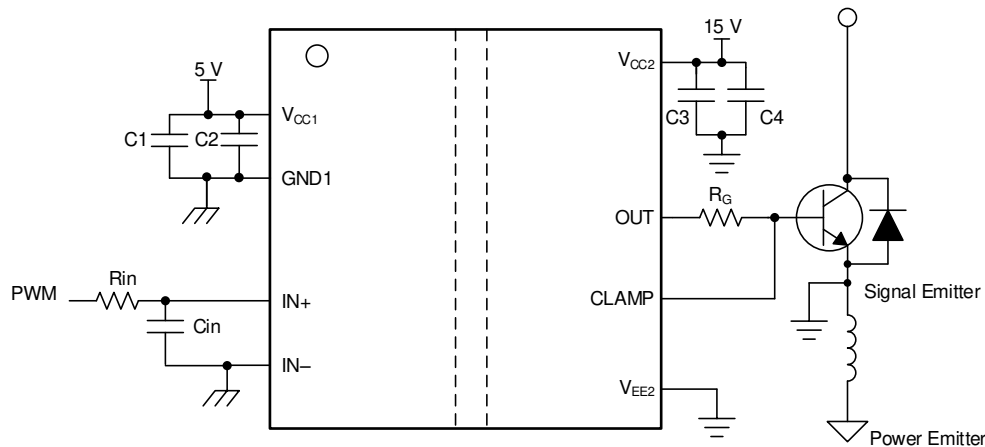 15 V
5 V
VCC2
VCC1
C1
C2
C3
C4
GND1
RG
OUT
PWM
Rin
IN+
CLAMP
Signal Emitter
Cin
IN–
VEE2
Power Emitter